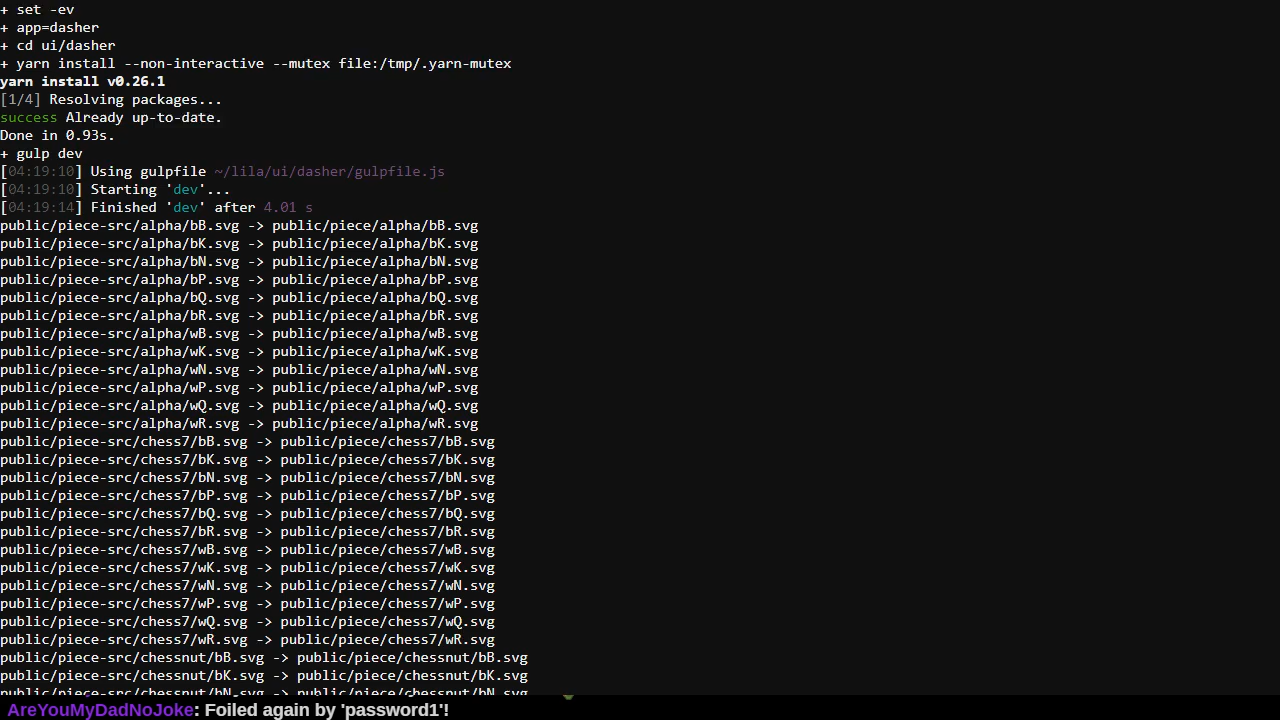 + set -ev
+ app=dasher
+ cd ui/dasher
+ yarn install --non-interactive --mutex file:/tmp/.yarn-mutex
yarn install v0.26.1
[1/4] Resolving packages...
success Already up-to-date.
Done in 0.93s.
+ gulp dev
[04:19:10] Using gulpfile ~/lila/ui/dasher/gulpfile.js
[04:19:10] Starting 'dev'...
[04:19:14] Finished 'dev' after 4.01 s
public/piece-src/alpha/bB.svg -> public/piece/alpha/bB.svg
public/piece-src/alpha/bK.svg -> public/piece/alpha/bK.svg
public/piece-src/alpha/bN.svg -> public/piece/alpha/bN.svg
public/piece-src/alpha/bP.svg -> public/piece/alpha/bP.svg
public/piece-src/alpha/bQ.svg -> public/piece/alpha/bQ.svg
public/piece-src/alpha/bR.svg -> public/piece/alpha/bR.svg
public/piece-src/alpha/wB.svg -> public/piece/alpha/wB.svg
public/piece-src/alpha/wK.svg -> public/piece/alpha/wK.svg
public/piece-src/alpha/wN.svg -> public/piece/alpha/wN.svg
public/piece-src/alpha/wP.svg -> public/piece/alpha/wP.svg
public/piece-src/alpha/wQ.svg -> public/piece/alpha/wQ.svg
public/piece-src/alpha/wR.svg -> public/piece/alpha/wR.svg
public/piece-src/chess7/bB.svg -> public/piece/chess7/bB.svg
public/piece-src/chess7/bK.svg -> public/piece/chess7/bK.svg
public/piece-src/chess7/bN.svg -> public/piece/chess7/bN.svg
public/piece-src/chess7/bP.svg -> public/piece/chess7/bP.svg
public/piece-src/chess7/bQ.svg -> public/piece/chess7/bQ.svg
public/piece-src/chess7/bR.svg -> public/piece/chess7/bR.svg
public/piece-src/chess7/wB.svg -> public/piece/chess7/wB.svg
public/piece-src/chess7/wK.svg -> public/piece/chess7/wK.svg
public/piece-src/chess7/wN.svg -> public/piece/chess7/wN.svg
public/piece-src/chess7/wP.svg -> public/piece/chess7/wP.svg
public/piece-src/chess7/wQ.svg -> public/piece/chess7/wQ.svg
public/piece-src/chess7/wR.svg -> public/piece/chess7/wR.svg
public/piece-src/chessnut/bB.svg -> public/piece/chessnut/bB.svg
public/piece-src/chessnut/bK.svg -> public/piece/chessnut/bK.svg
public/piece-src/chessnut/bN.svg -> public/piece/chessnut/bN.svg
AreYouMyDadNoJoke: Foiled again by 'password1'!